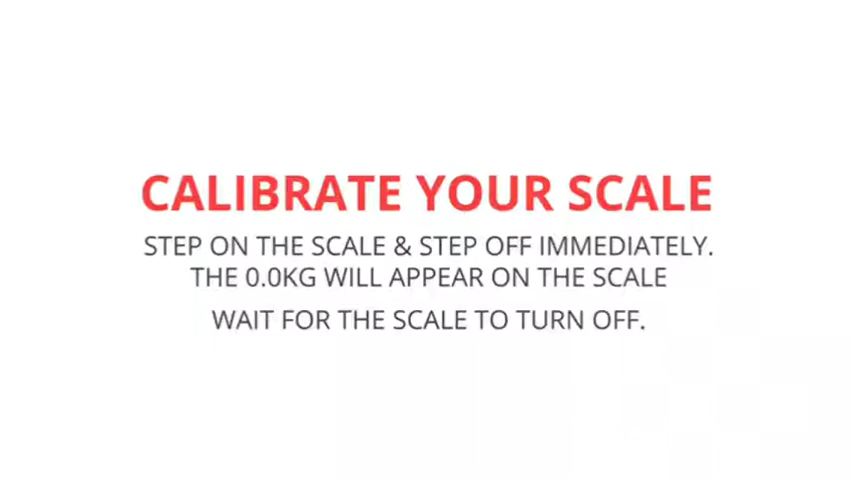 CALIBRATE YOUR SCALE
STEP ON THE SCALE & STEP OFF IMMEDIATELY.
THE 0.0KG WILL APPEAR ON THE SCALE
WAIT FOR THE SCALE TO TURN OFF.